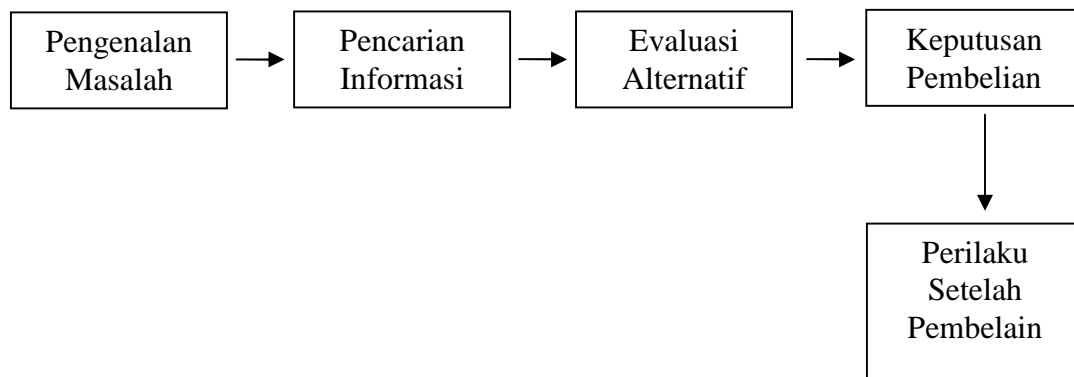 Pengenalan
Masalah
Pencarian
Informasi
Evaluasi
Alternatif
Keputusan
Pembelian
Perilaku
Setelah
Pembelain